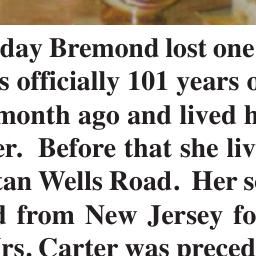 day Bremond lost one
s officially 101 years o
month ago and lived h
er. Before that she liv
tan Wells Road. Her s
d from New Jersey fo
rs. Carter was preced